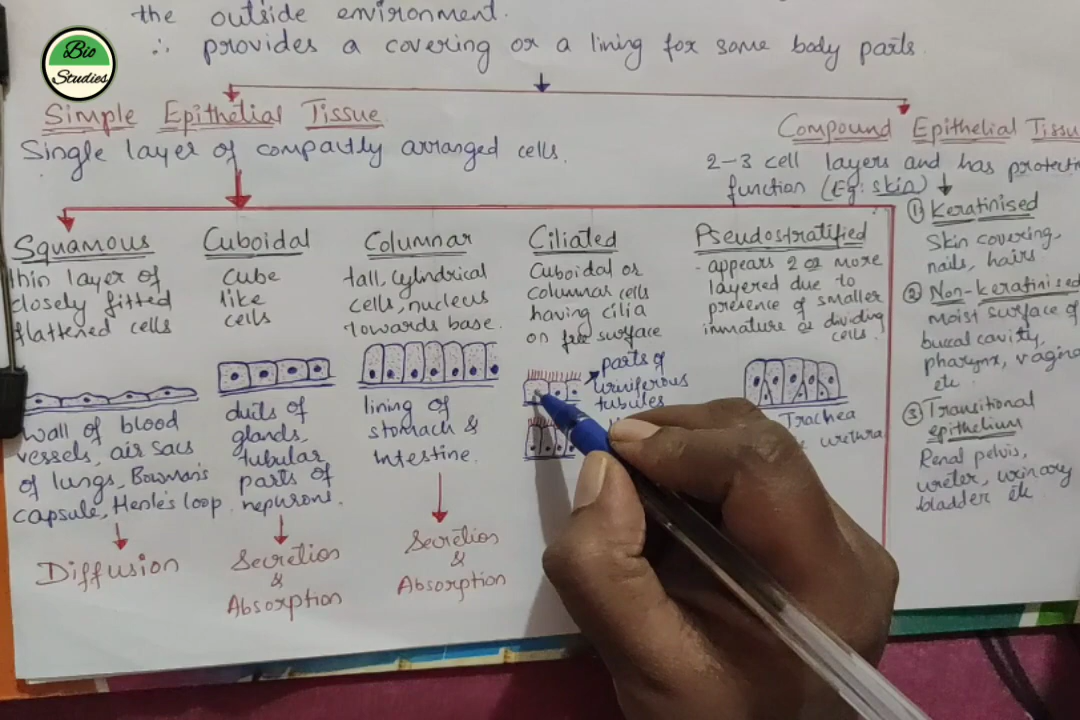 the outside environment.
∴ provides a covering or a lining for some body parts.
Bio
Studies
Simple Epithelial Tissue
Single layer of compactly arranged cells.
Compound Epithelial Tissu
2-3 cell layers and has protecti
function (Eg: skin)
Squamous
thin layer of
closely fitted
flattened cells
wall of blood
vessels, air sacs
of lungs, Bowman's
capsule, Henle's loop.
Diffusion
Cuboidal
Cube
like
cells
ducts of
glands,
tubular
parts of
nephrons.
Secretion
&
Absorption
Columnar
tall, cylindrical
cells, nucleus
towards base.
lining of
stomach &
Intestine.
Secretion
&
Absorption
Ciliated
Cuboidal or
columnar cells
having cilia
on free surface
parts of
uriniferous
tubules
Pseudostratified
- appears 2 or more
layered due to
presence of smaller
immature or dividing
cells.
Trachea
urethra
① Keratinised
Skin covering,
nails, hairs
② Non-keratinised
moist surface of
buccal cavity,
pharynx, vagina
etc
③ Transitional
epithelium
Renal pelvis,
ureter, urinary
bladder etc